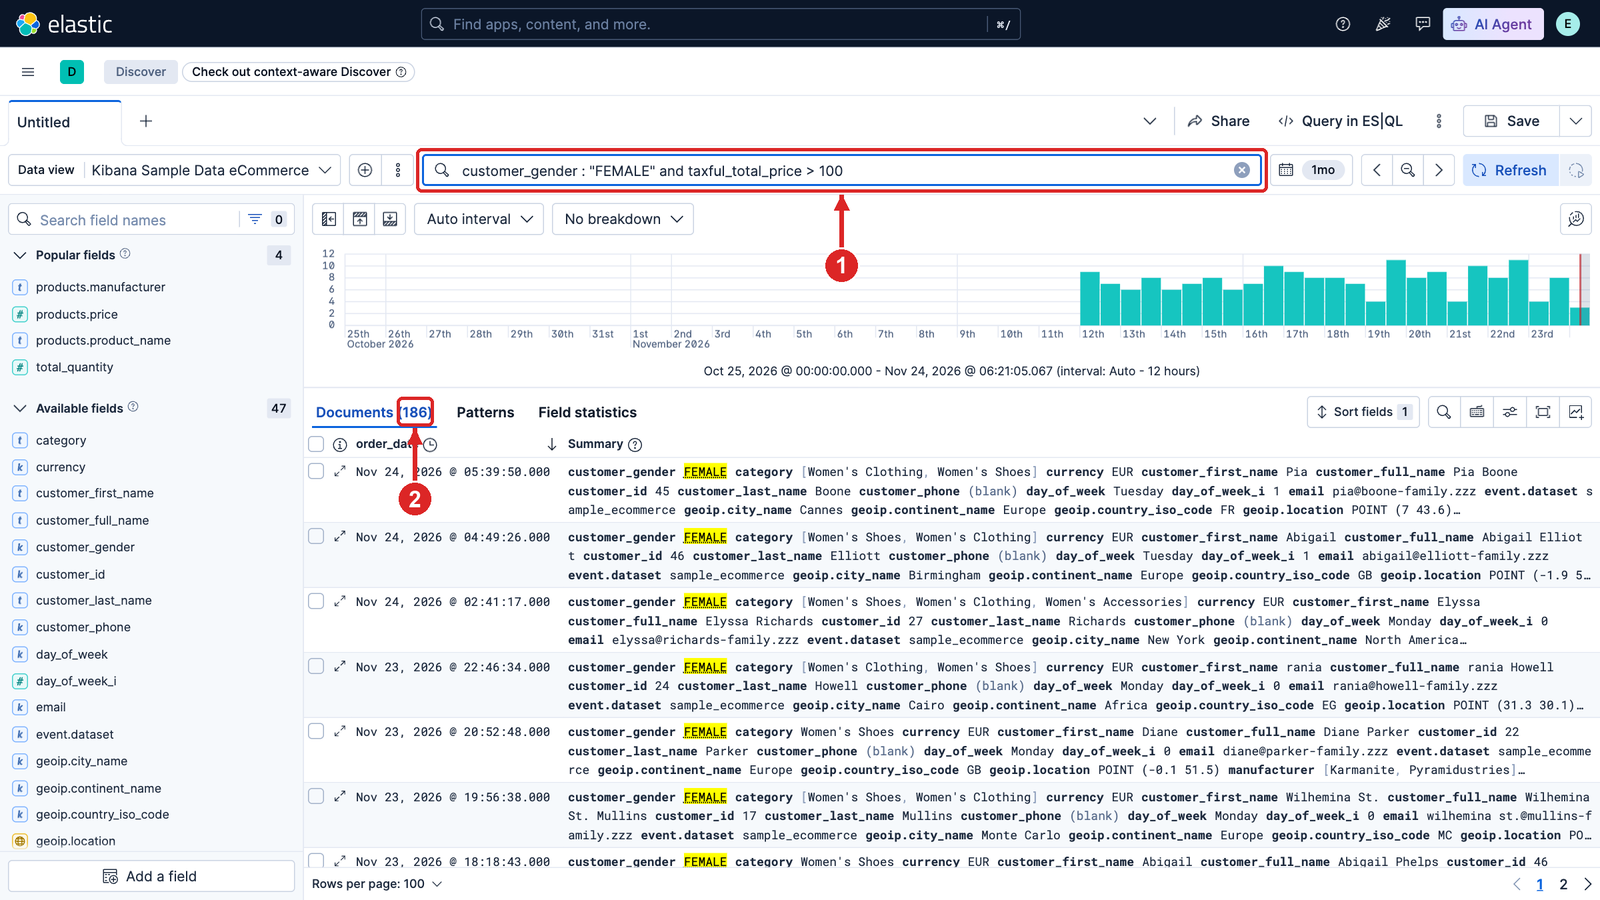 elastic
Find apps, content, and more.
⌘/
AI Agent
E
D
Discover
Check out context-aware Discover
Untitled
Share
Query in ES|QL
Save
Data view
Kibana Sample Data eCommerce
customer_gender : "FEMALE" and taxful_total_price > 100
1mo
Refresh
Search field names
0
Auto interval
No breakdown
Popular fields
4
products.manufacturer
products.price
products.product_name
total_quantity
Available fields
47
category
currency
customer_first_name
customer_full_name
customer_gender
customer_id
customer_last_name
customer_phone
day_of_week
day_of_week_i
email
event.dataset
geoip.city_name
geoip.continent_name
geoip.country_iso_code
geoip.location
Add a field
12
10
8
6
4
2
0
25th 26th 27th 28th 29th 30th 31st 1st 2nd 3rd 4th 5th 6th 7th 8th 9th 10th 11th 12th 13th 14th 15th 16th 17th 18th 19th 20th 21st 22nd 23rd
October 2026 November 2026
1
Oct 25, 2026 @ 00:00:00.000 - Nov 24, 2026 @ 06:21:05.067 (interval: Auto - 12 hours)
Documents (186)
Patterns
Field statistics
Sort fields 1
2
Summary
Nov 24, 2026 @ 05:39:50.000
customer_gender FEMALE category [Women's Clothing, Women's Shoes] currency EUR customer_first_name Pia customer_full_name Pia Boone
customer_id 45 customer_last_name Boone customer_phone (blank) day_of_week Tuesday day_of_week_i 1 email pia@boone-family.zzz event.dataset s
ample_ecommerce geoip.city_name Cannes geoip.continent_name Europe geoip.country_iso_code FR geoip.location POINT (7 43.6)…
Nov 24, 2026 @ 04:49:26.000
customer_gender FEMALE category [Women's Shoes, Women's Clothing] currency EUR customer_first_name Abigail customer_full_name Abigail Elliot
t customer_id 46 customer_last_name Elliott customer_phone (blank) day_of_week Tuesday day_of_week_i 1 email abigail@elliott-family.zzz
event.dataset sample_ecommerce geoip.city_name Birmingham geoip.continent_name Europe geoip.country_iso_code GB geoip.location POINT (-1.9 5…
Nov 24, 2026 @ 02:41:17.000
customer_gender FEMALE category [Women's Shoes, Women's Clothing, Women's Accessories] currency EUR customer_first_name Elyssa
customer_full_name Elyssa Richards customer_id 27 customer_last_name Richards customer_phone (blank) day_of_week Monday day_of_week_i 0
email elyssa@richards-family.zzz event.dataset sample_ecommerce geoip.city_name New York geoip.continent_name North America…
Nov 23, 2026 @ 22:46:34.000
customer_gender FEMALE category [Women's Clothing, Women's Shoes] currency EUR customer_first_name rania customer_full_name rania Howell
customer_id 24 customer_last_name Howell customer_phone (blank) day_of_week Monday day_of_week_i 0 email rania@howell-family.zzz
event.dataset sample_ecommerce geoip.city_name Cairo geoip.continent_name Africa geoip.country_iso_code EG geoip.location POINT (31.3 30.1)…
Nov 23, 2026 @ 20:52:48.000
customer_gender FEMALE category Women's Shoes currency EUR customer_first_name Diane customer_full_name Diane Parker customer_id 22
customer_last_name Parker customer_phone (blank) day_of_week Monday day_of_week_i 0 email diane@parker-family.zzz event.dataset sample_ecomme
rce geoip.continent_name Europe geoip.country_iso_code GB geoip.location POINT (-0.1 51.5) manufacturer [Karmanite, Pyramidustries]…
Nov 23, 2026 @ 19:56:38.000
customer_gender FEMALE category [Women's Shoes, Women's Clothing] currency EUR customer_first_name Wilhemina St. customer_full_name Wilhemina
St. Mullins customer_id 17 customer_last_name Mullins customer_phone (blank) day_of_week Monday day_of_week_i 0 email wilhemina st.@mullins-f
amily.zzz event.dataset sample_ecommerce geoip.city_name Monte Carlo geoip.continent_name Europe geoip.country_iso_code MC geoip.location PO…
Nov 23, 2026 @ 18:18:43.000
customer_gender FEMALE category Women's Shoes currency EUR customer_first_name Abigail customer_full_name Abigail Phelps customer_id 46
Rows per page: 100
1 2